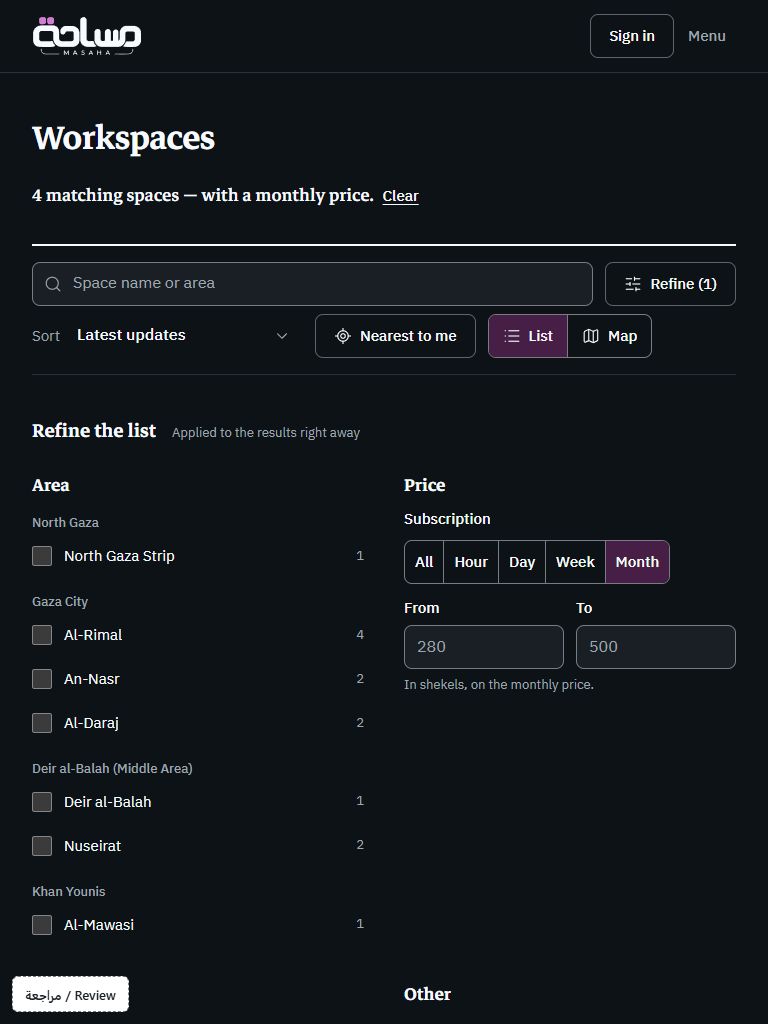 مساحة
MASAHA
Sign in
Menu
Workspaces
4 matching spaces — with a monthly price. Clear
Space name or area
Refine (1)
Sort Latest updates
Nearest to me
List
Map
Refine the list Applied to the results right away
Area
North Gaza
North Gaza Strip 1
Gaza City
Al-Rimal 4
An-Nasr 2
Al-Daraj 2
Deir al-Balah (Middle Area)
Deir al-Balah 1
Nuseirat 2
Khan Younis
Al-Mawasi 1
Price
Subscription
All Hour Day Week Month
From To
280 500
In shekels, on the monthly price.
Other
مراجعة / Review